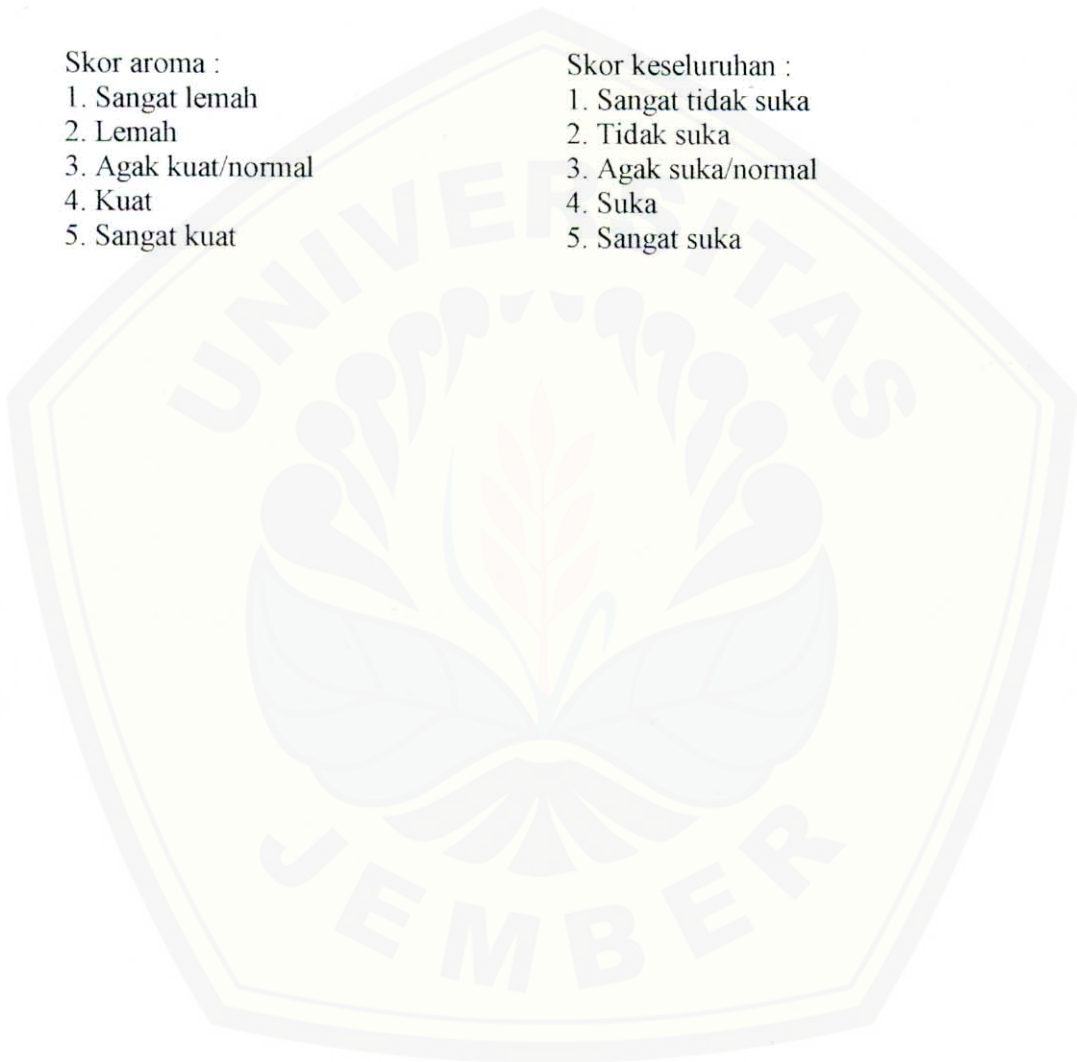 Skor aroma :
1. Sangat lemah
2. Lemah
3. Agak kuat/normal
4. Kuat
5. Sangat kuat
Skor keseluruhan :
1. Sangat tidak suka
2. Tidak suka
3. Agak suka/normal
4. Suka
5. Sangat suka
UNIVERSITAS
JEMBER